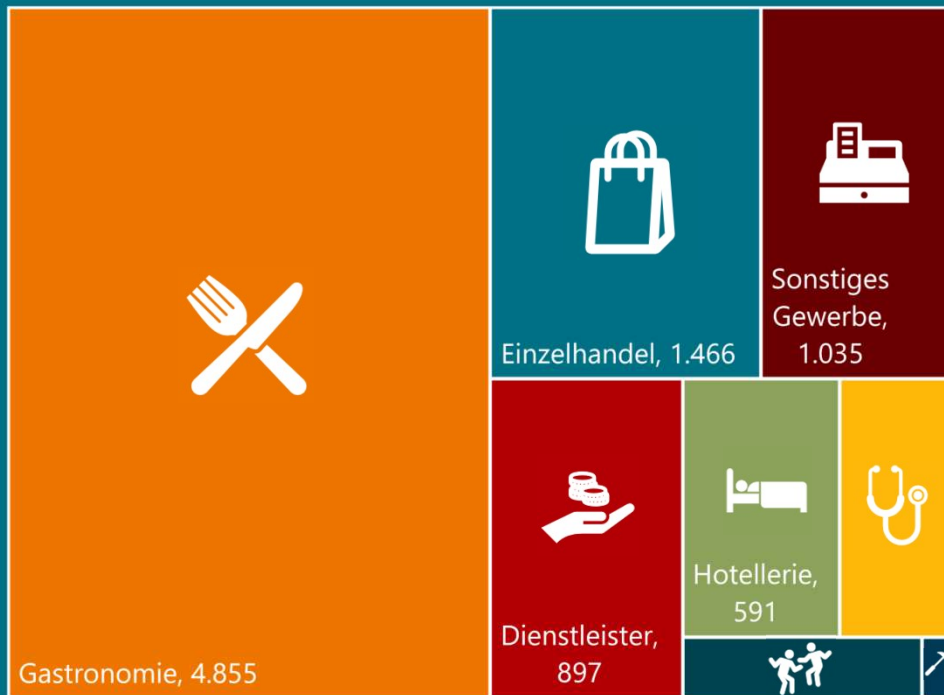 Gastronomie, 4.855
Einzelhandel, 1.466
Sonstiges
Gewerbe,
1.035
Dienstleister,
897
Hotellerie,
591